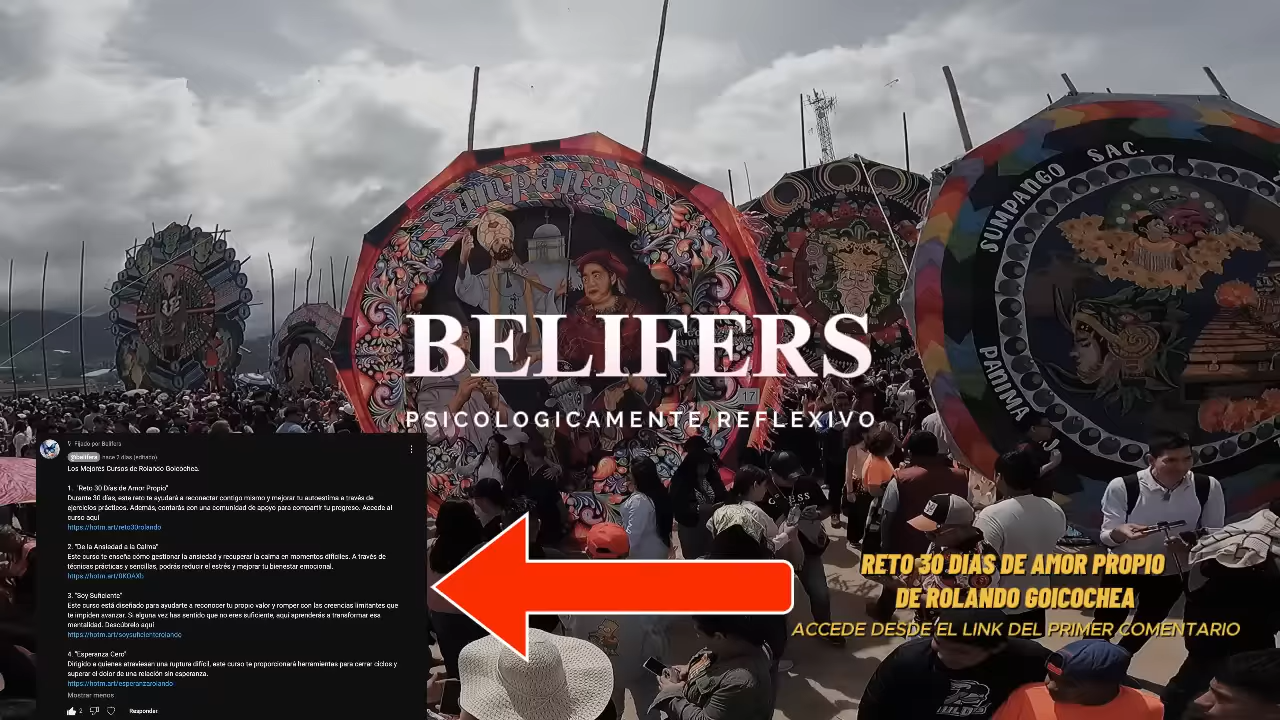 Sumpango
SUMPANGO SAC.
PANIMA
17
BELIFERS
PSICOLOGICAMENTE REFLEXIVO
Fijado por Belifers
@belifers hace 2 días (editado)
Los Mejores Cursos de Rolando Goicochea.
1. "Reto 30 Días de Amor Propio"
Durante 30 días, este reto te ayudará a reconectar contigo mismo y mejorar tu autoestima a través de
ejercicios prácticos. Además, contarás con una comunidad de apoyo para compartir tu progreso. Accede al
curso aquí
https://hotm.art/reto30rolando
2. "De la Ansiedad a la Calma"
Este curso te enseña cómo gestionar la ansiedad y recuperar la calma en momentos difíciles. A través de
técnicas prácticas y sencillas, podrás reducir el estrés y mejorar tu bienestar emocional.
3. "Soy Suficiente"
Este curso está diseñado para ayudarte a reconocer tu propio valor y romper con las creencias limitantes que
te impiden avanzar. Si alguna vez has sentido que no eres suficiente, aquí aprenderás a transformar esa
mentalidad. Descúbrelo aquí
https://hotm.art/soysuficienterolando
4. "Esperanza Cero"
Dirigido a quienes atraviesan una ruptura difícil, este curso te proporcionará herramientas para cerrar ciclos y
superar el dolor de una relación sin esperanza.
https://hotm.art/esperanzarolando
Mostrar menos
2
Responder
RETO 30 DIAS DE AMOR PROPIO
DE ROLANDO GOICOCHEA
ACCEDE DESDE EL LINK DEL PRIMER COMENTARIO